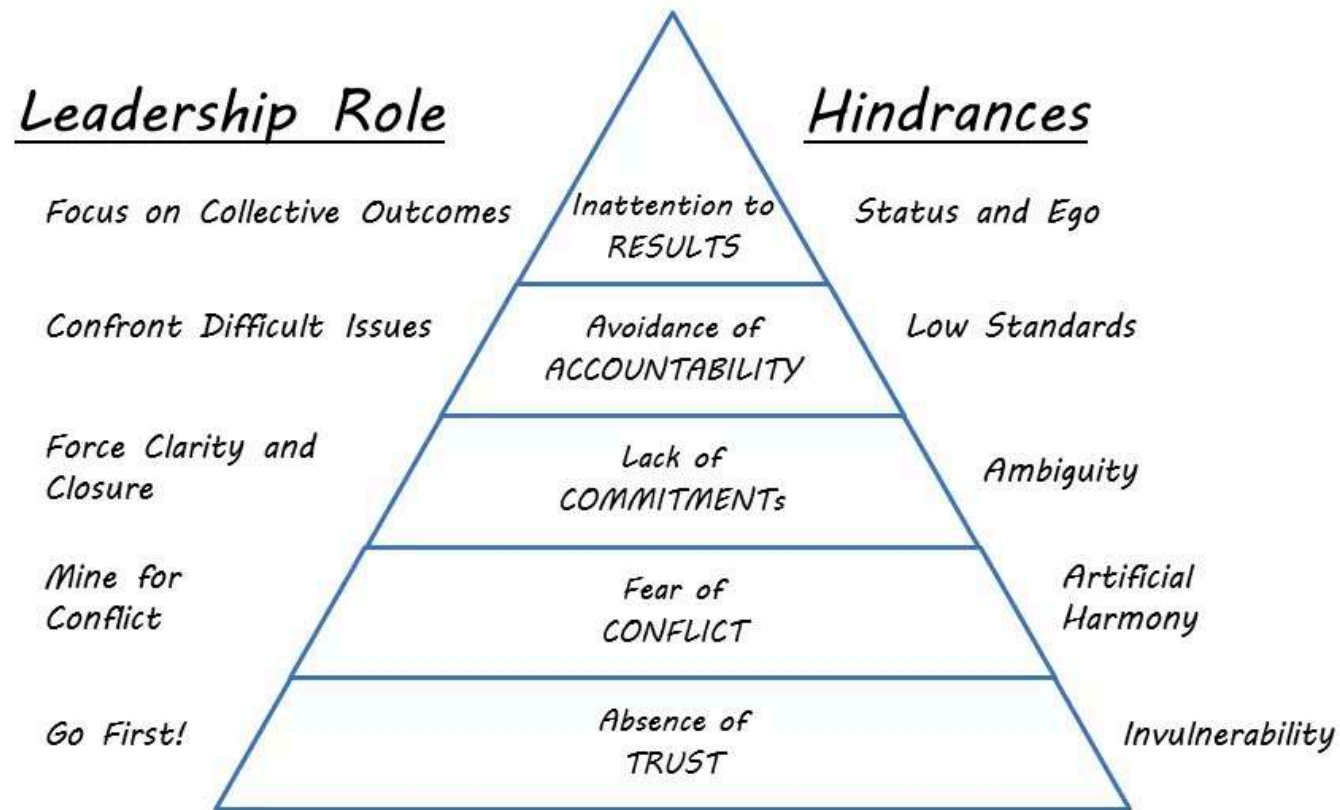 Leadership Role
Hindrances
Focus on Collective Outcomes
Inattention to
RESULTS
Status and Ego
Confront Difficult Issues
Avoidance of
ACCOUNTABILITY
Low Standards
Force Clarity and
Closure
Lack of
COMMITMENTs
Ambiguity
Mine for
Conflict
Fear of
CONFLICT
Artificial
Harmony
Go First!
Absence of
TRUST
Invulnerability